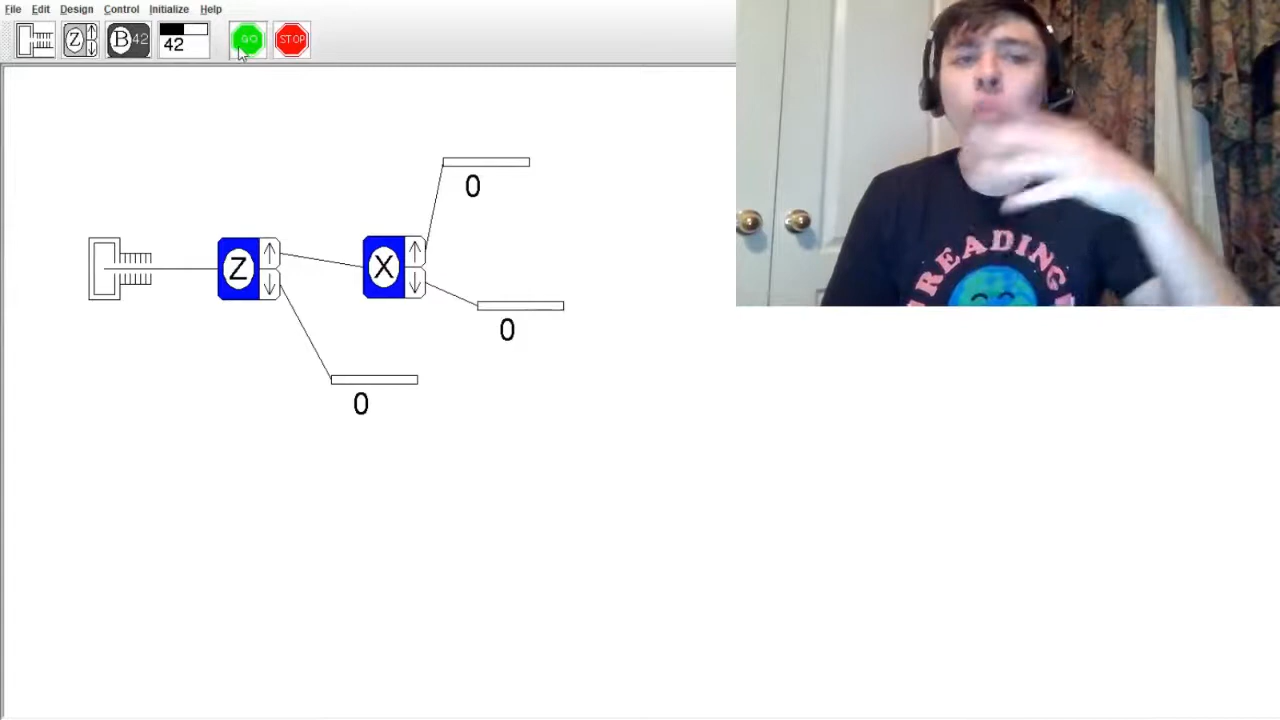 File Edit Design Control Initialize Help
Z B 42 42 GO STOP
0
Z X
0
0
READING